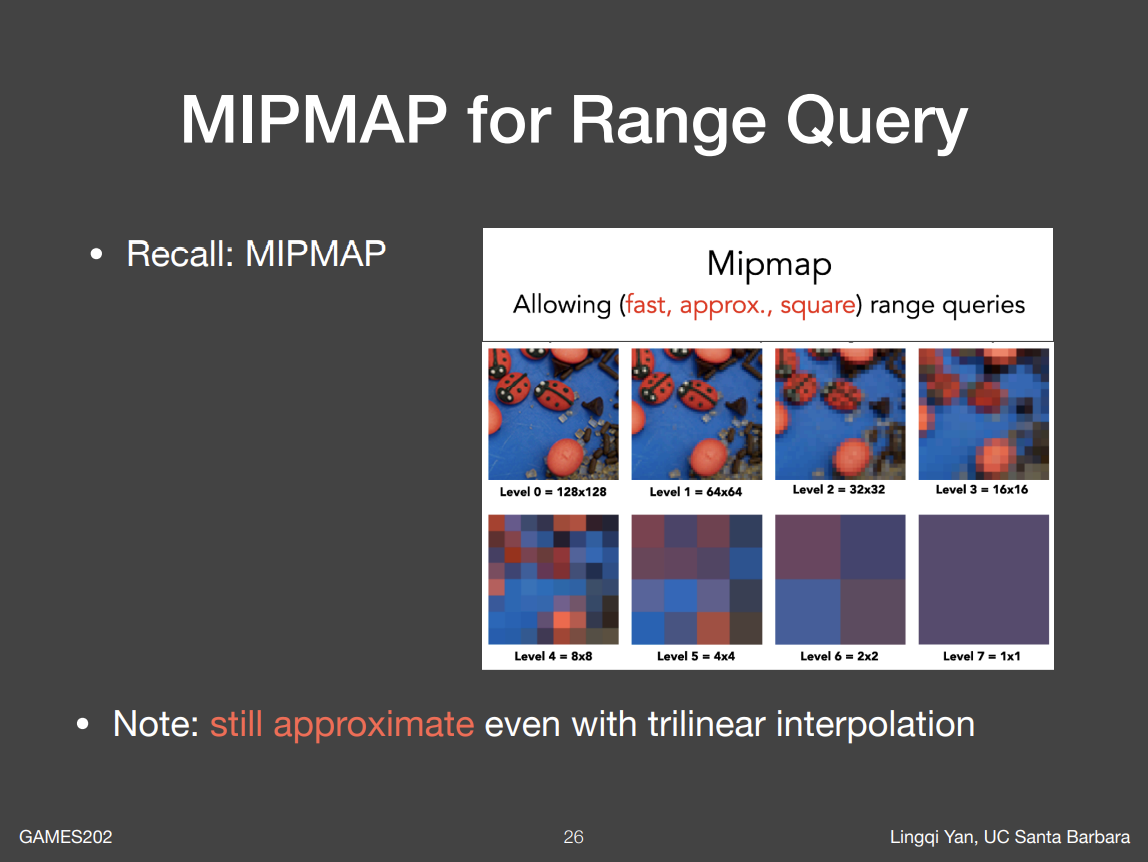 MIPMAP for Range Query
• Recall: MIPMAP
Mipmap
Allowing (fast, approx., square) range queries
Level 0 = 128x128
Level 1 = 64x64
Level 2 = 32x32
Level 3 = 16x16
Level 4 = 8x8
Level 5 = 4x4
Level 6 = 2x2
Level 7 = 1x1
• Note: still approximate even with trilinear interpolation
GAMES202
26
Lingqi Yan, UC Santa Barbara